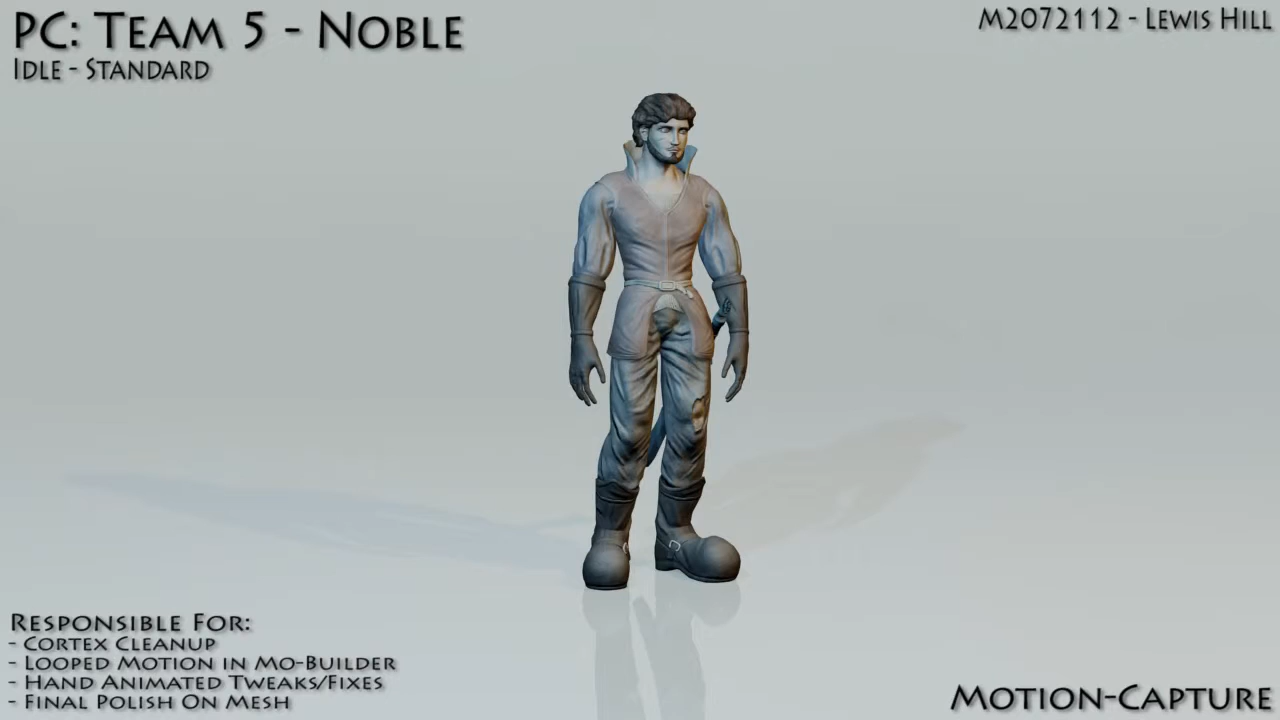 PC: Team 5 - Noble
M2072112 - Lewis Hill
Idle - Standard
Responsible For:
- Cortex Cleanup
- Looped Motion in Mo-Builder
- Hand Animated Tweaks/Fixes
- Final Polish On Mesh
Motion-Capture